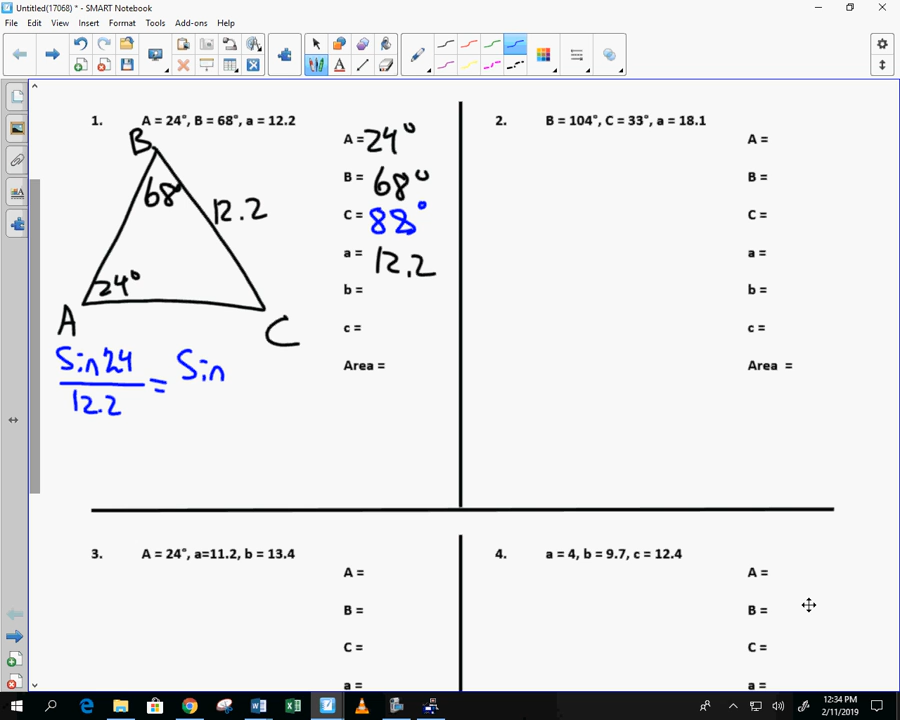 Untitled(17068) * - SMART Notebook
File Edit View Insert Format Tools Add-ons Help
1. A = 24°, B = 68°, a = 12.2
B
68°
12.2
24°
A
C
Sin 24 / 12.2 = Sin
A = 24°
B = 68°
C = 88°
a = 12.2
b =
c =
Area =
2. B = 104°, C = 33°, a = 18.1
A =
B =
C =
a =
b =
c =
Area =
3. A = 24°, a=11.2, b = 13.4
A =
B =
C =
a =
4. a = 4, b = 9.7, c = 12.4
A =
B =
C =
a =
12:34 PM
2/11/2019